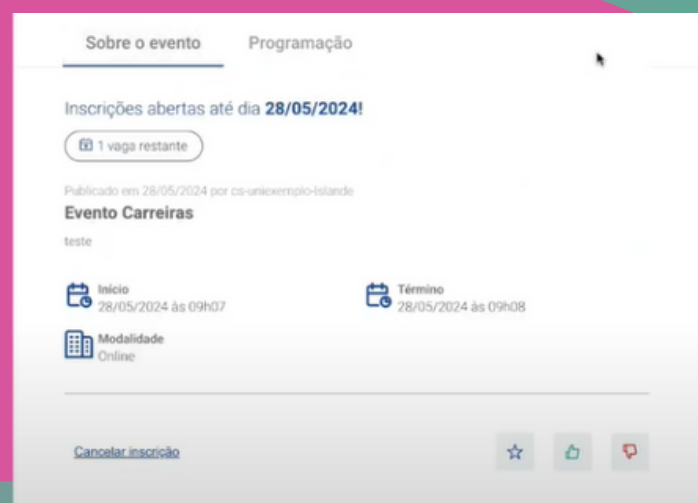 Sobre o evento Programação
Inscrições abertas até dia 28/05/2024!
1 vaga restante
Publicado em 28/05/2024 por cs-uniexemplo-Islande
Evento Carreiras
teste
Início Término
28/05/2024 às 09h07 28/05/2024 às 09h08
Modalidade
Online
Cancelar inscrição